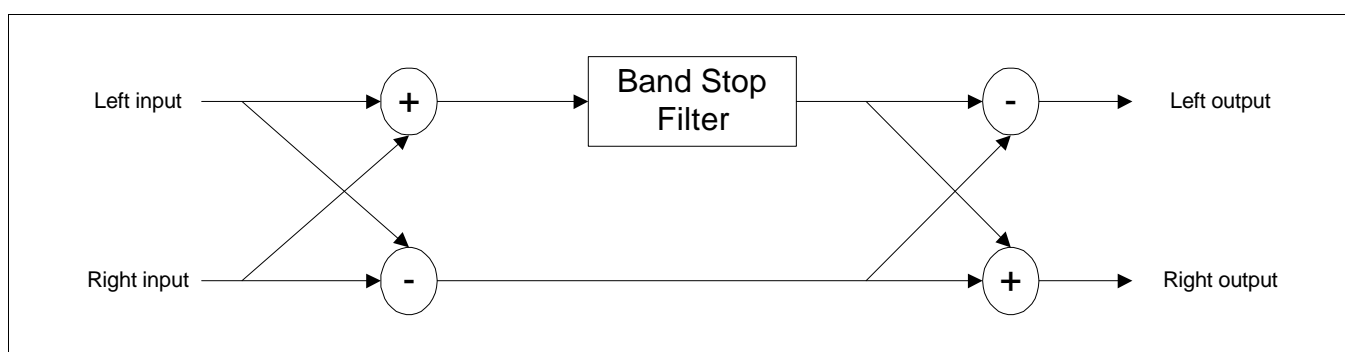 Left input
+
Band Stop
Filter
-
Left output
Right input
-
+
Right output